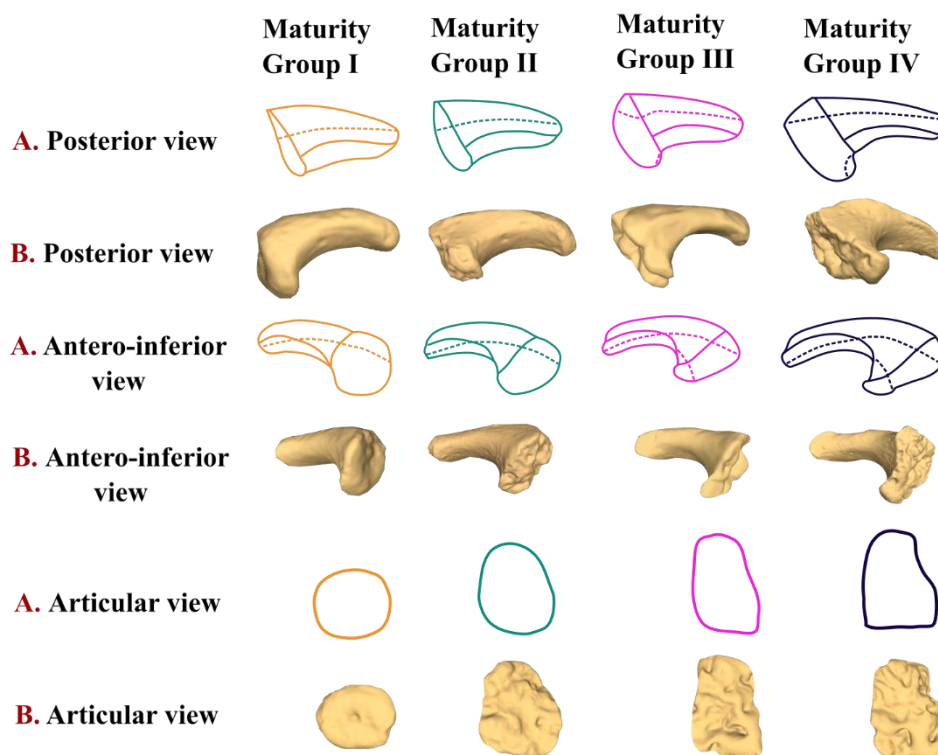 Maturity Group I
Maturity Group II
Maturity Group III
Maturity Group IV
A. Posterior view
B. Posterior view
A. Antero-inferior view
B. Antero-inferior view
A. Articular view
B. Articular view